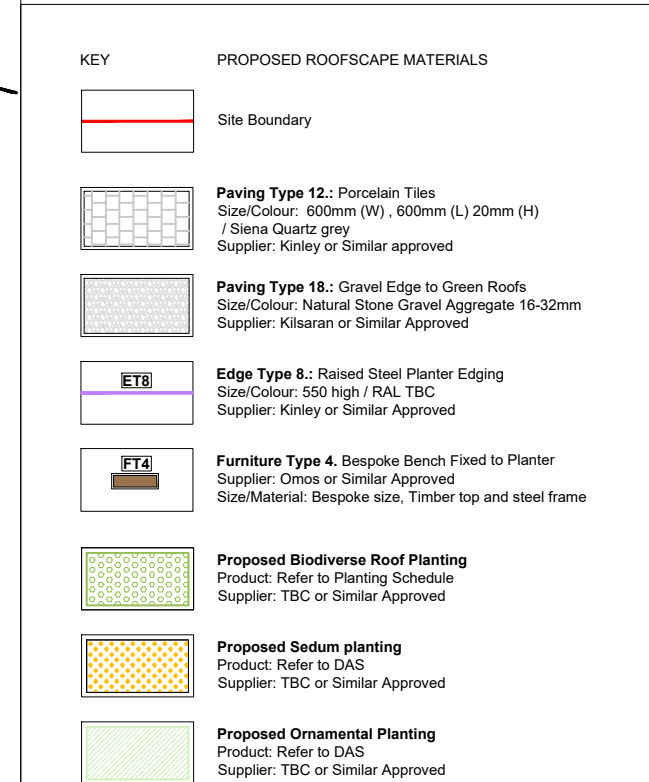 KEY PROPOSED ROOFSCAPE MATERIALS
Site Boundary
Paving Type 12.: Porcelain Tiles
Size/Colour: 600mm (W) , 600mm (L) 20mm (H)
/ Siena Quartz grey
Supplier: Kinley or Similar approved
Paving Type 18.: Gravel Edge to Green Roofs
Size/Colour: Natural Stone Gravel Aggregate 16-32mm
Supplier: Kilsaran or Similar Approved
ET8
Edge Type 8.: Raised Steel Planter Edging
Size/Colour: 550 high / RAL TBC
Supplier: Kinley or Similar Approved
FT4
Furniture Type 4. Bespoke Bench Fixed to Planter
Supplier: Omos or Similar Approved
Size/Material: Bespoke size, Timber top and steel frame
Proposed Biodiverse Roof Planting
Product: Refer to Planting Schedule
Supplier: TBC or Similar Approved
Proposed Sedum planting
Product: Refer to DAS
Supplier: TBC or Similar Approved
Proposed Ornamental Planting
Product: Refer to DAS
Supplier: TBC or Similar Approved